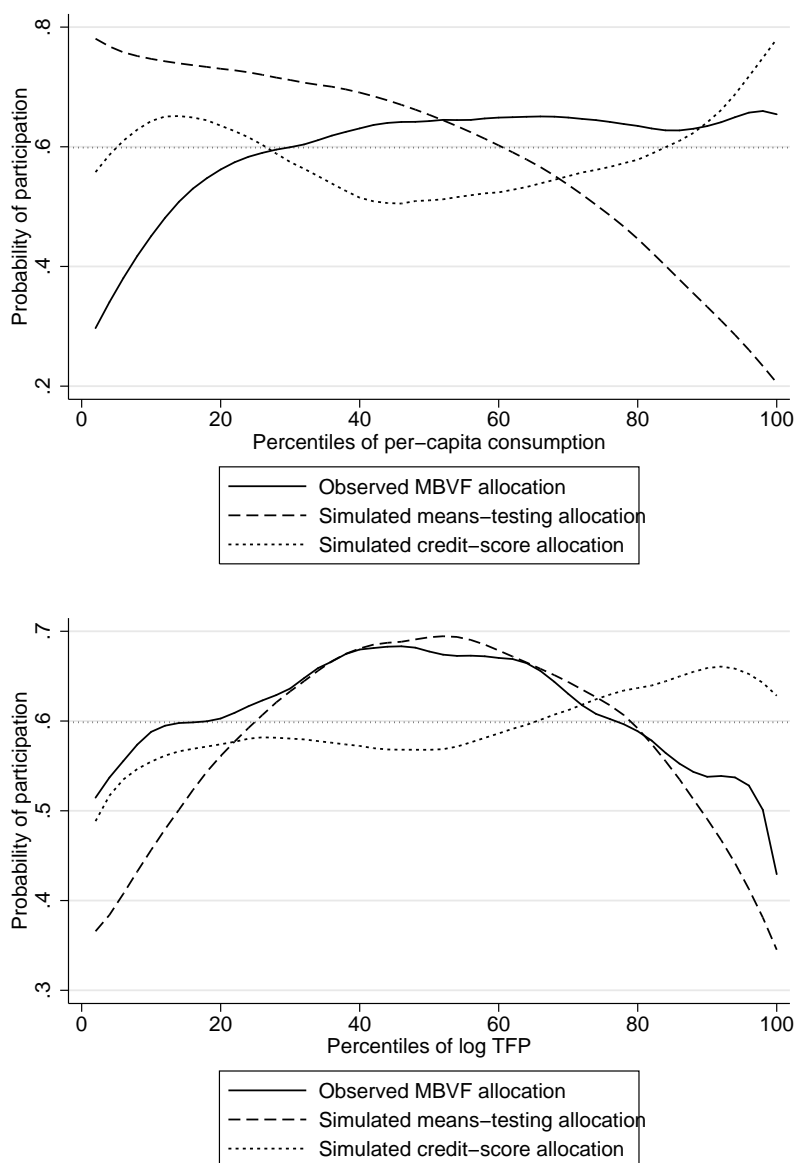 Probability of participation
.8
.6
.4
.2
0 20 40 60 80 100
Percentiles of per−capita consumption
Observed MBVF allocation
Simulated means−testing allocation
Simulated credit−score allocation
Probability of participation
.7
.6
.5
.4
.3
0 20 40 60 80 100
Percentiles of log TFP
Observed MBVF allocation
Simulated means−testing allocation
Simulated credit−score allocation